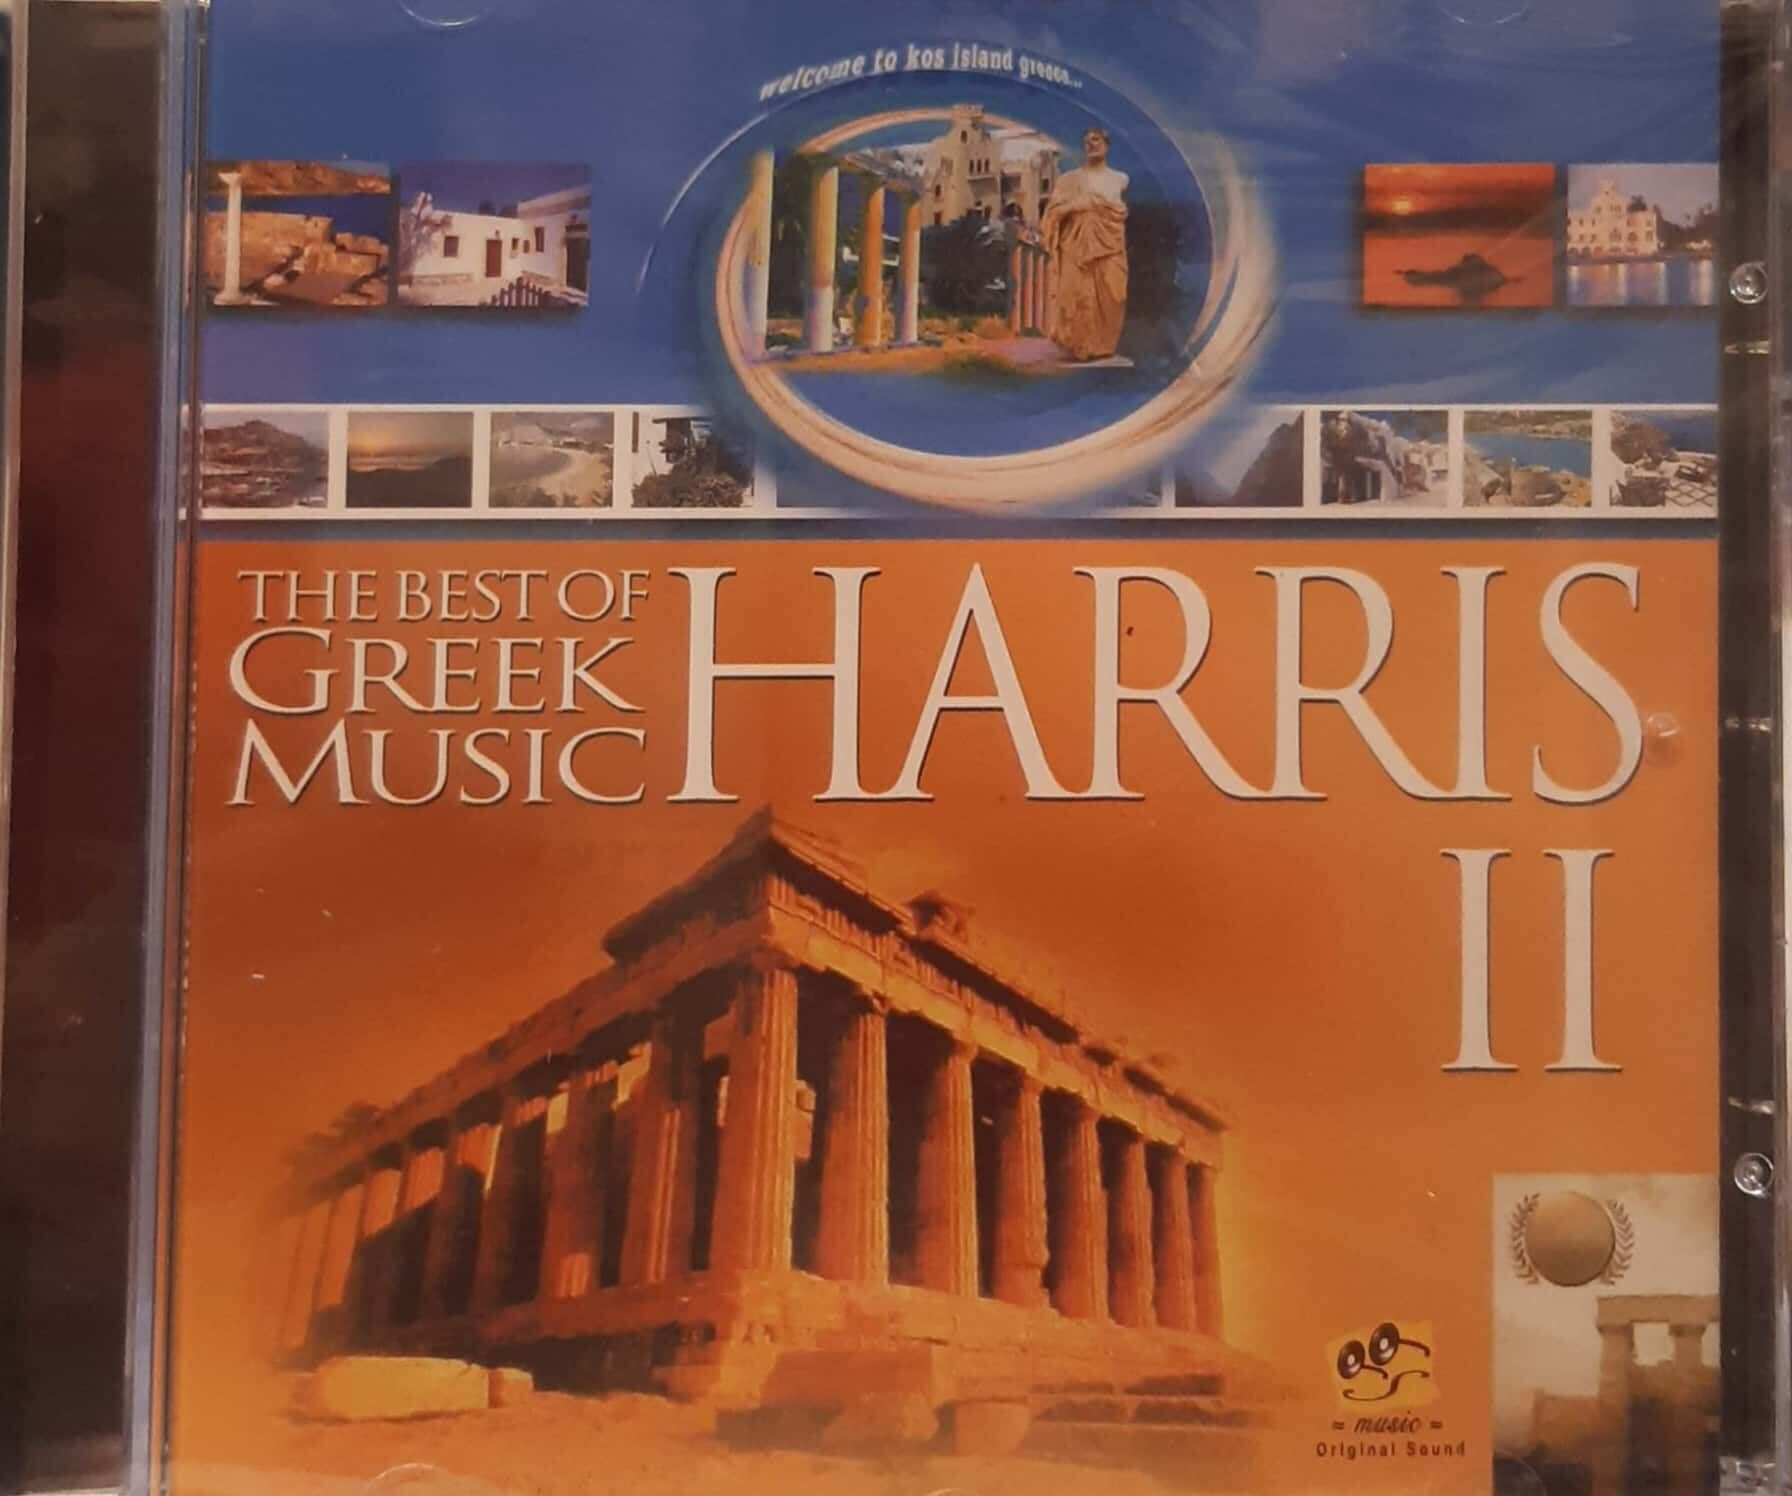 welcome to kos island greece...
THE BEST OF
GREEK
MUSIC
HARRIS
II
≈ music ≈
Original Sound